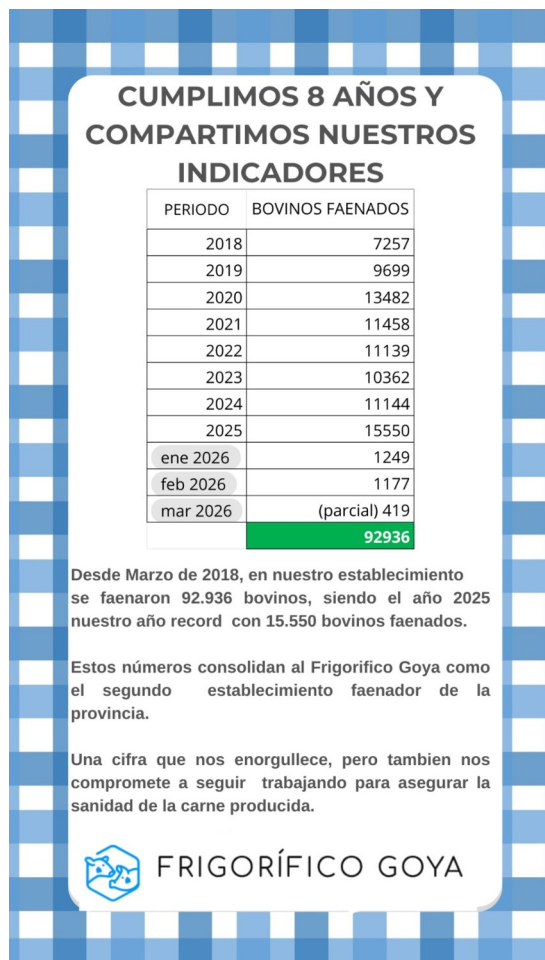 CUMPLIMOS 8 AÑOS Y
COMPARTIMOS NUESTROS
INDICADORES
PERIODO BOVINOS FAENADOS
2018 7257
2019 9699
2020 13482
2021 11458
2022 11139
2023 10362
2024 11144
2025 15550
ene 2026 1249
feb 2026 1177
mar 2026 (parcial) 419
92936
Desde Marzo de 2018, en nuestro establecimiento
se faenaron 92.936 bovinos, siendo el año 2025
nuestro año record con 15.550 bovinos faenados.
Estos números consolidan al Frigorifico Goya como
el segundo establecimiento faenador de la
provincia.
Una cifra que nos enorgullece, pero tambien nos
compromete a seguir trabajando para asegurar la
sanidad de la carne producida.
FRIGORÍFICO GOYA